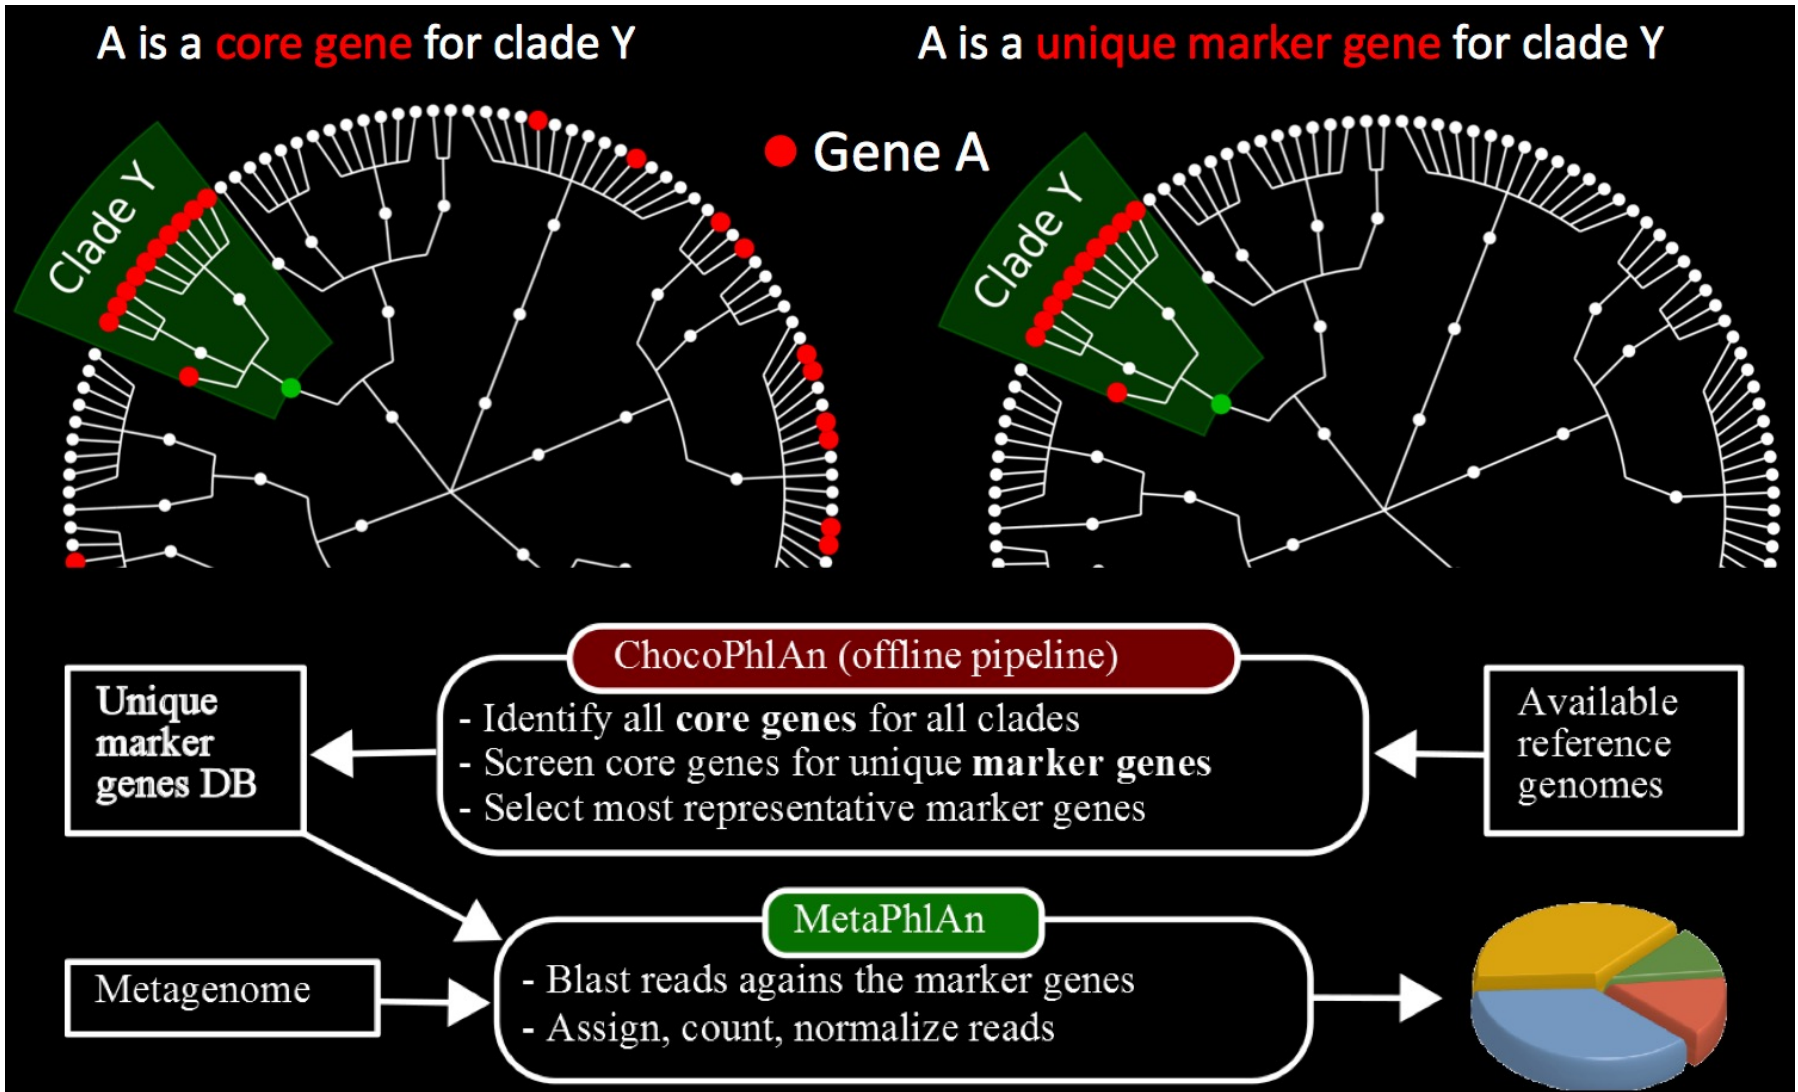 A is a core gene for clade Y
A is a unique marker gene for clade Y
Gene A
Clade Y
Clade Y
ChocoPhlAn (offline pipeline)
- Identify all core genes for all clades
- Screen core genes for unique marker genes
- Select most representative marker genes
Unique
marker
genes DB
Available
reference
genomes
MetaPhlAn
- Blast reads agains the marker genes
- Assign, count, normalize reads
Metagenome